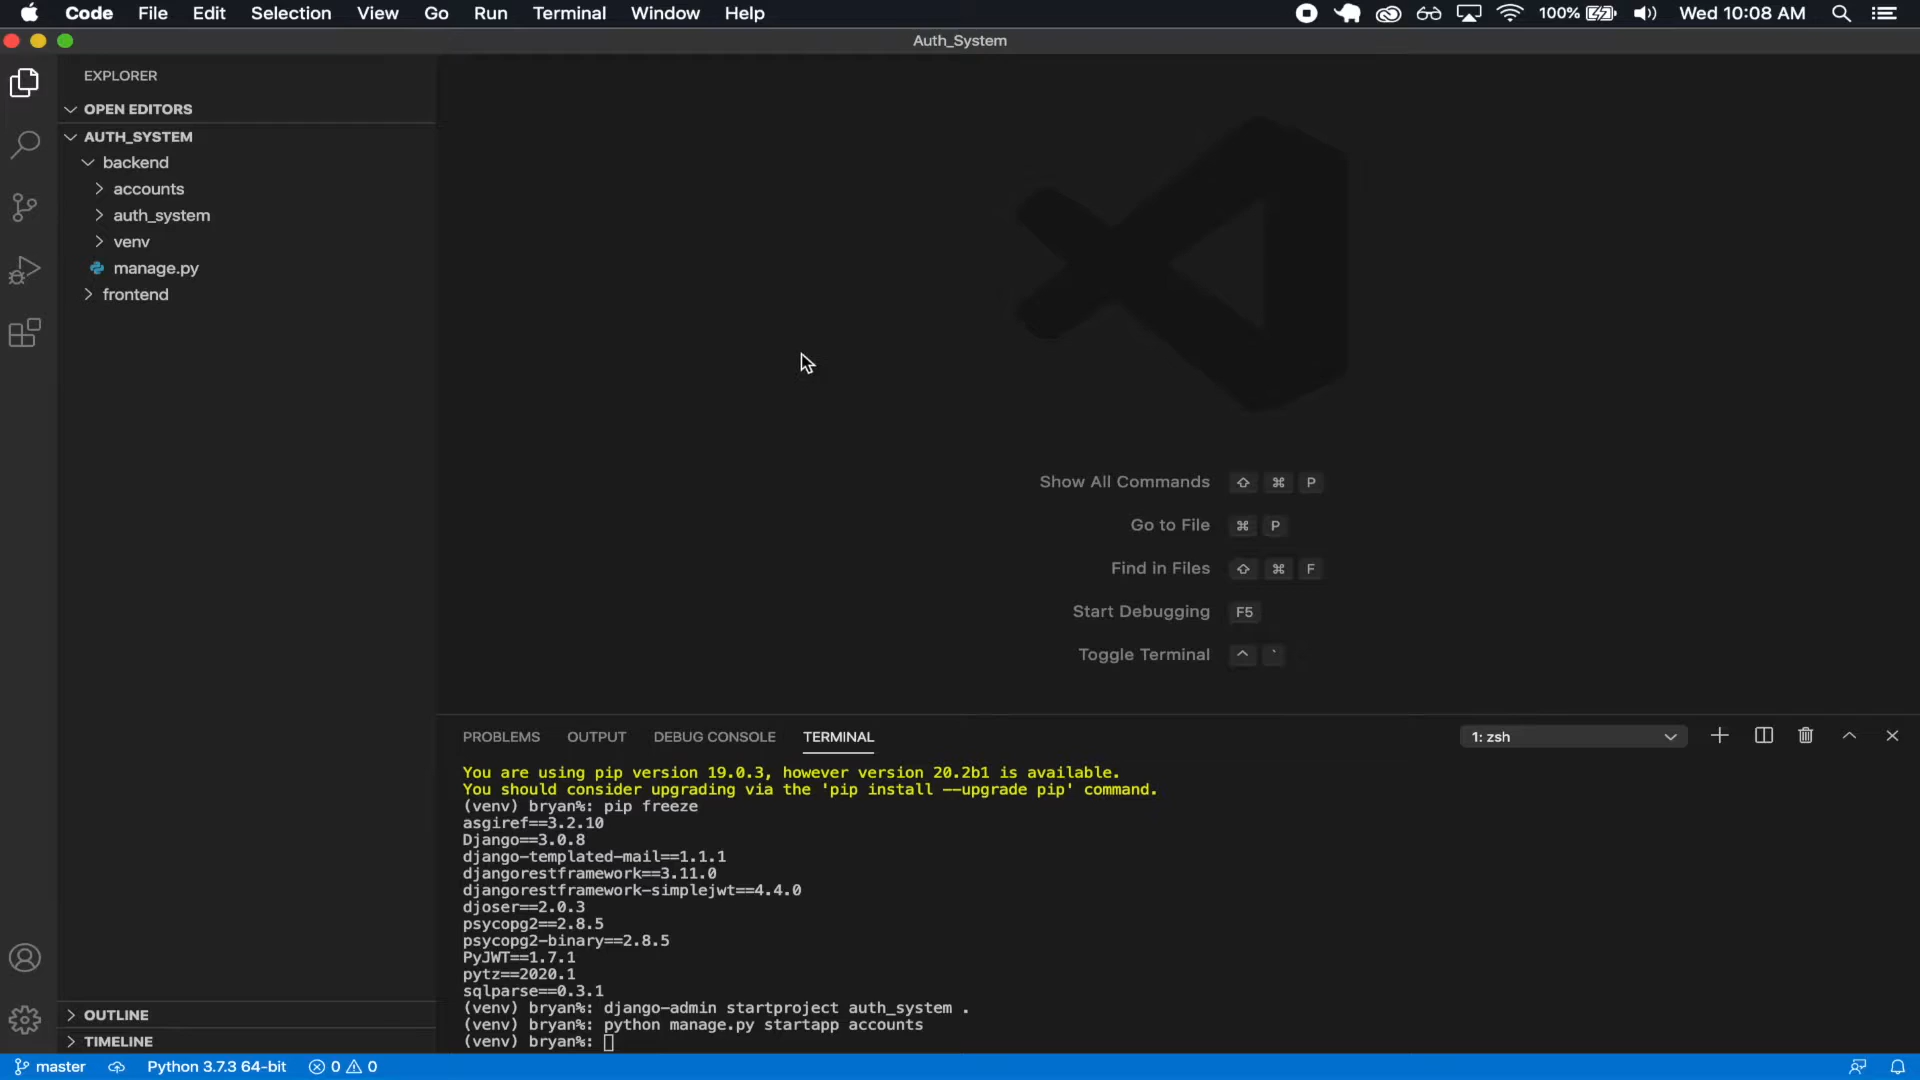 Code File Edit Selection View Go Run Terminal Window Help 100% Wed 10:08 AM
Auth_System
EXPLORER
OPEN EDITORS
AUTH_SYSTEM
backend
accounts
auth_system
venv
manage.py
frontend
Show All Commands ⇧ ⌘ P
Go to File ⌘ P
Find in Files ⇧ ⌘ F
Start Debugging F5
Toggle Terminal ^ `
PROBLEMS OUTPUT DEBUG CONSOLE TERMINAL 1: zsh
You are using pip version 19.0.3, however version 20.2b1 is available.
You should consider upgrading via the 'pip install --upgrade pip' command.
(venv) bryan%: pip freeze
asgiref==3.2.10
Django==3.0.8
django-templated-mail==1.1.1
djangorestframework==3.11.0
djangorestframework-simplejwt==4.4.0
djoser==2.0.3
psycopg2==2.8.5
psycopg2-binary==2.8.5
PyJWT==1.7.1
pytz==2020.1
sqlparse==0.3.1
(venv) bryan%: django-admin startproject auth_system .
(venv) bryan%: python manage.py startapp accounts
(venv) bryan%:
OUTLINE
TIMELINE
master Python 3.7.3 64-bit 0 0